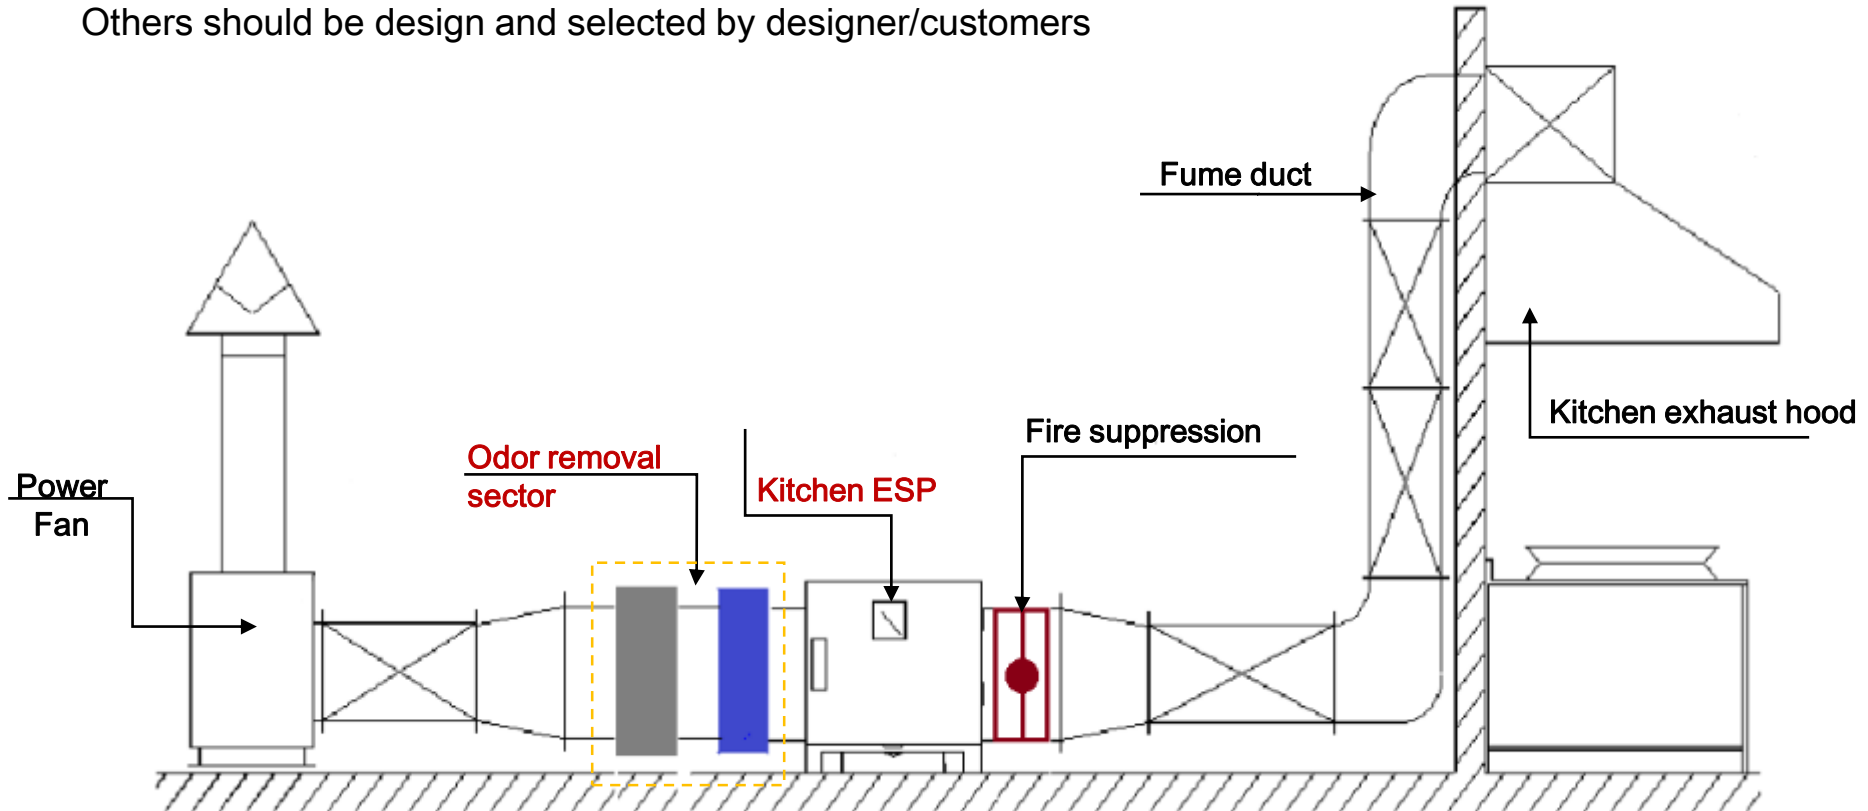 Others should be design and selected by designer/customers
Fume duct
Kitchen exhaust hood
Fire suppression
Odor removal
sector
Kitchen ESP
Power
Fan